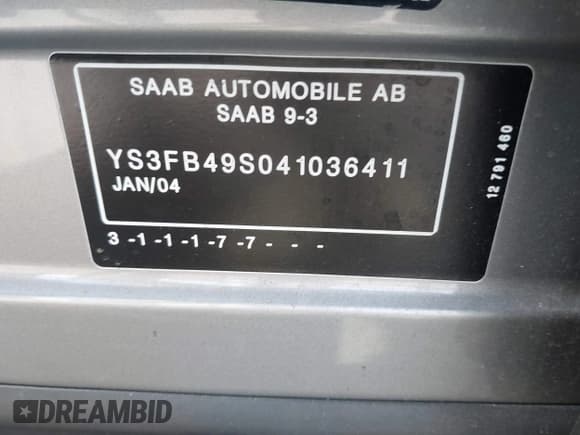 SAAB AUTOMOBILE AB
SAAB 9-3
YS3FB49S041036411
JAN/04
3 -1 -1 -1 -7 -7 - - -
12 791 460
DREAMBID